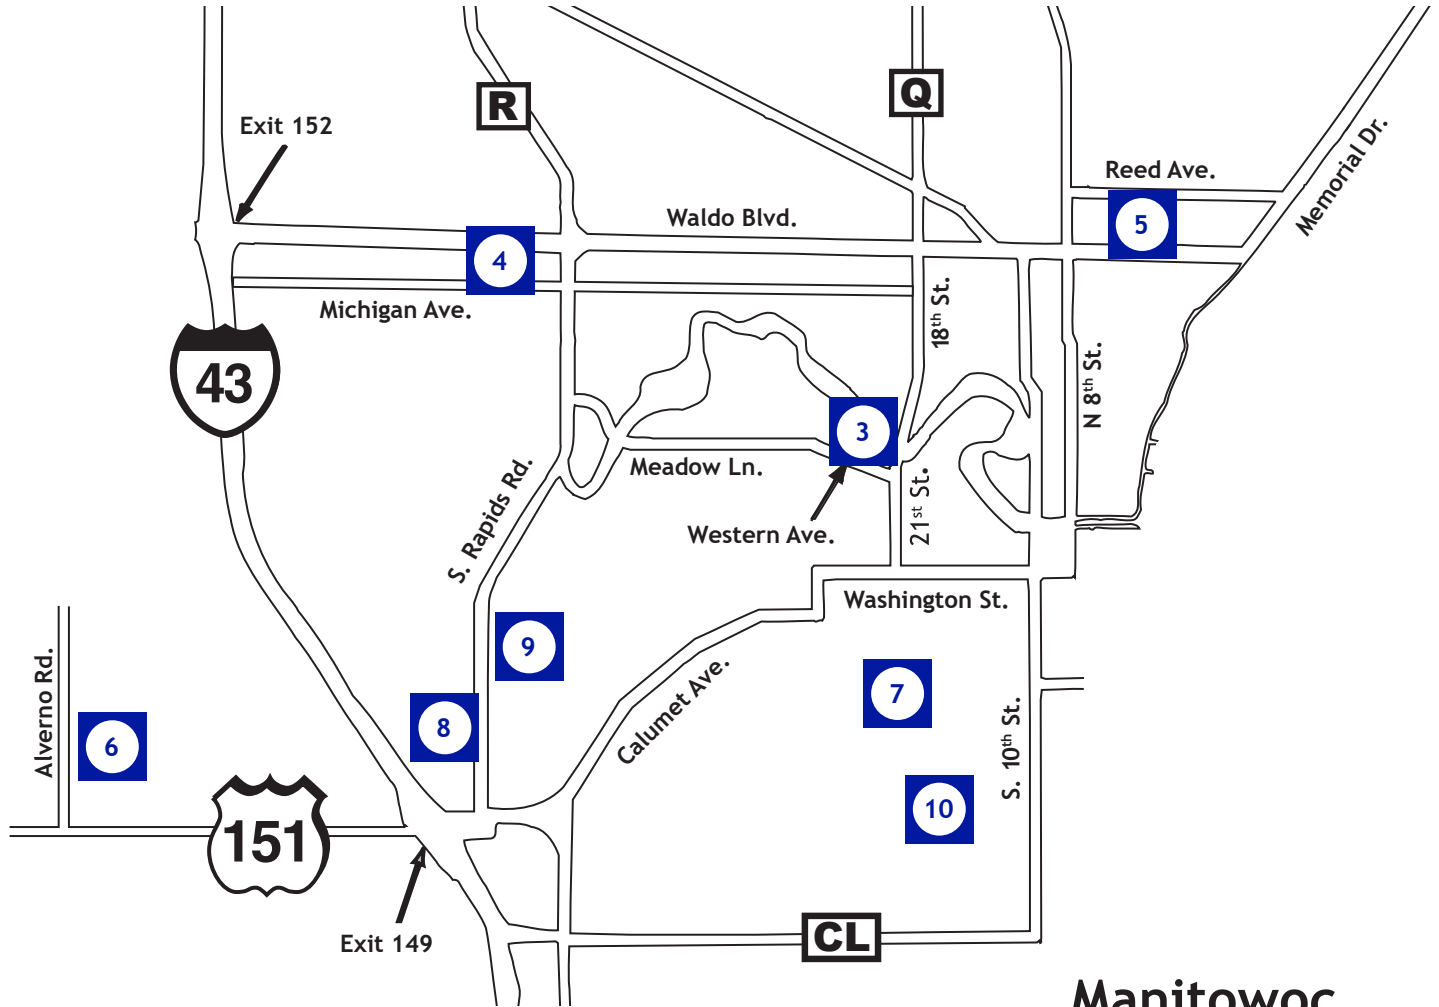 R
Q
Exit 152
Reed Ave.
Memorial Dr.
Waldo Blvd.
5
4
Michigan Ave.
18th St.
43
N 8th St.
3
Meadow Ln.
S. Rapids Rd.
21st St.
Western Ave.
Washington St.
9
Alverno Rd.
Calumet Ave.
7
8
6
S. 10th St.
10
151
Exit 149
CL
Manitowoc